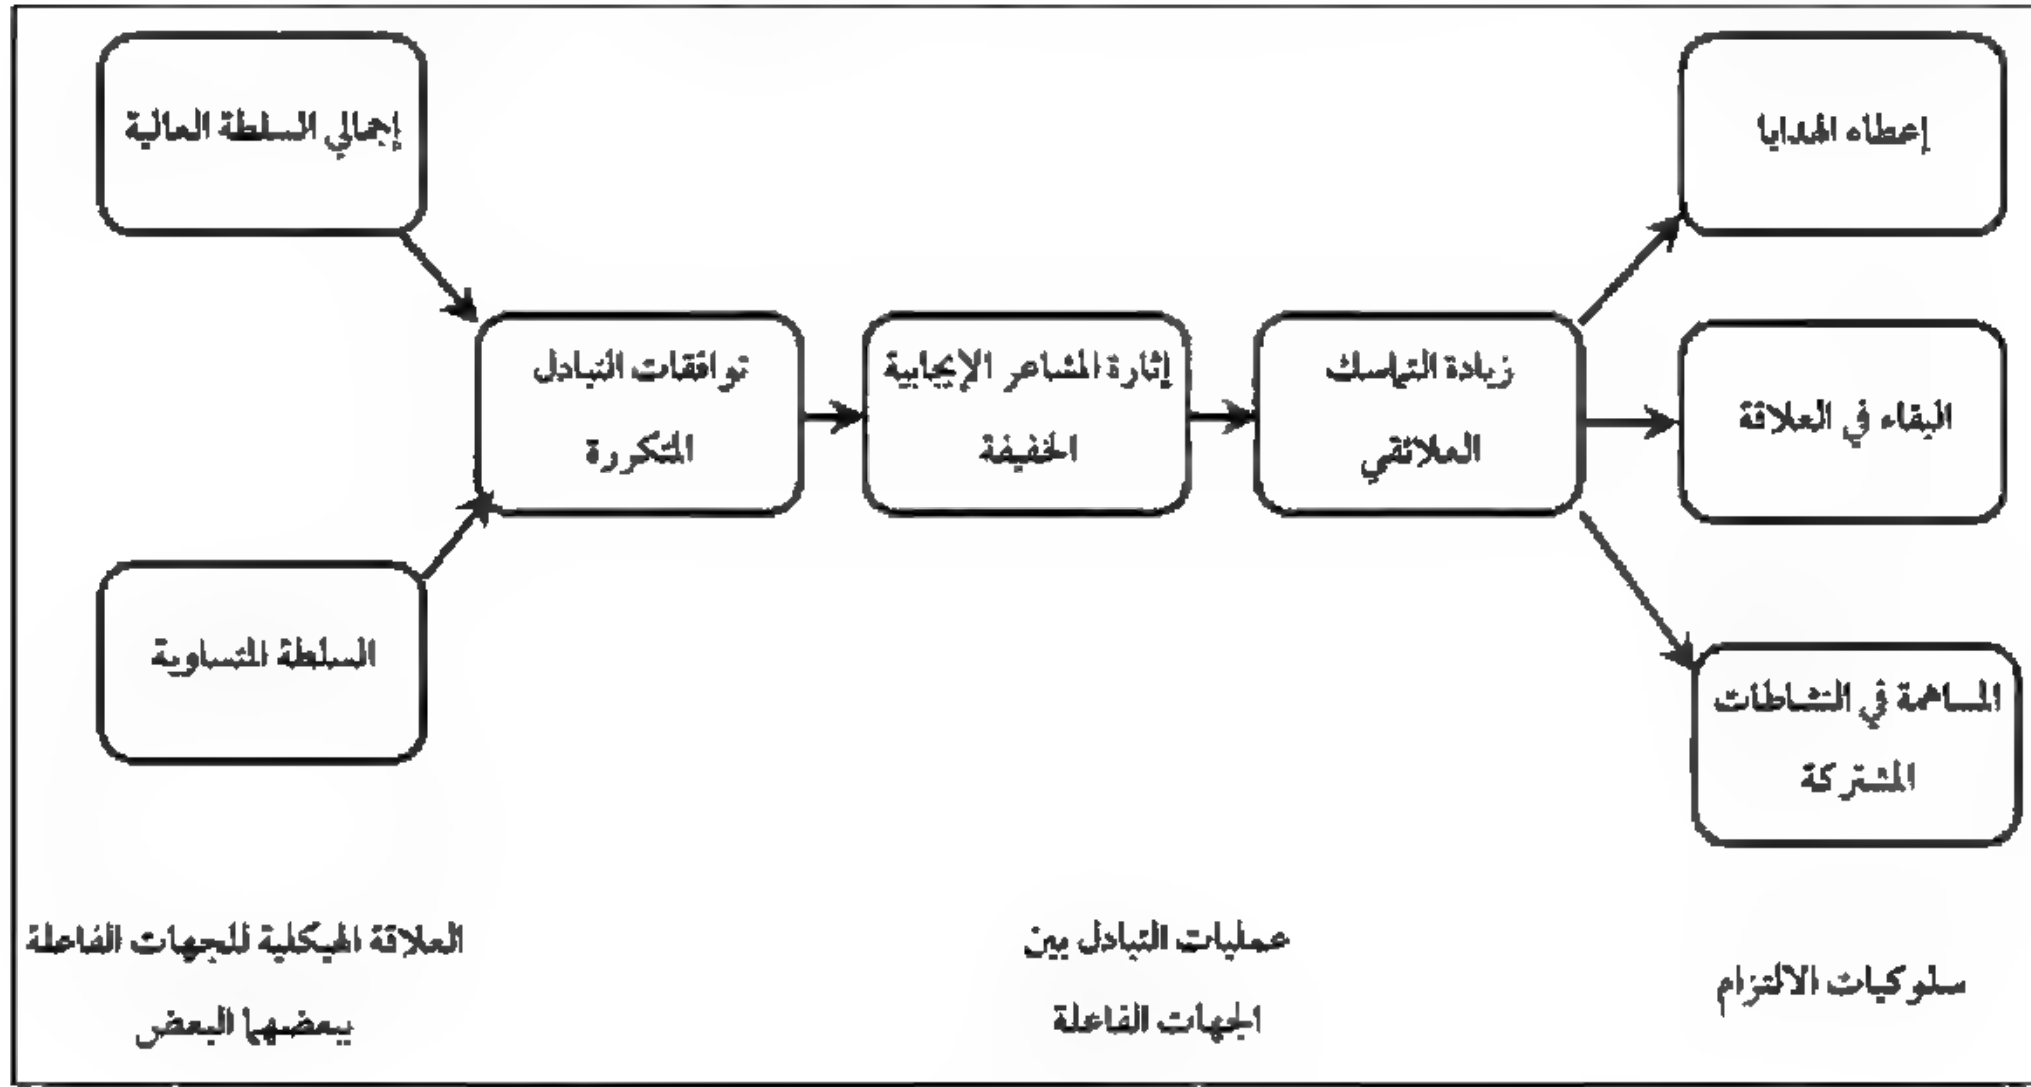 إجمالي السلطة العالية
السلطة المتساوية
توافقات التبادل
المتكررة
إثارة المشاعر الإيجابية
الخفيفة
زيادة التماسك
العلائقي
إعطاء الهدايا
البقاء في العلاقة
المساهمة في النشاطات
المشتركة
العلاقة الهيكلية للجهات الفاعلة
ببعضها البعض
عمليات التبادل بين
الجهات الفاعلة
سلوكيات الالتزام